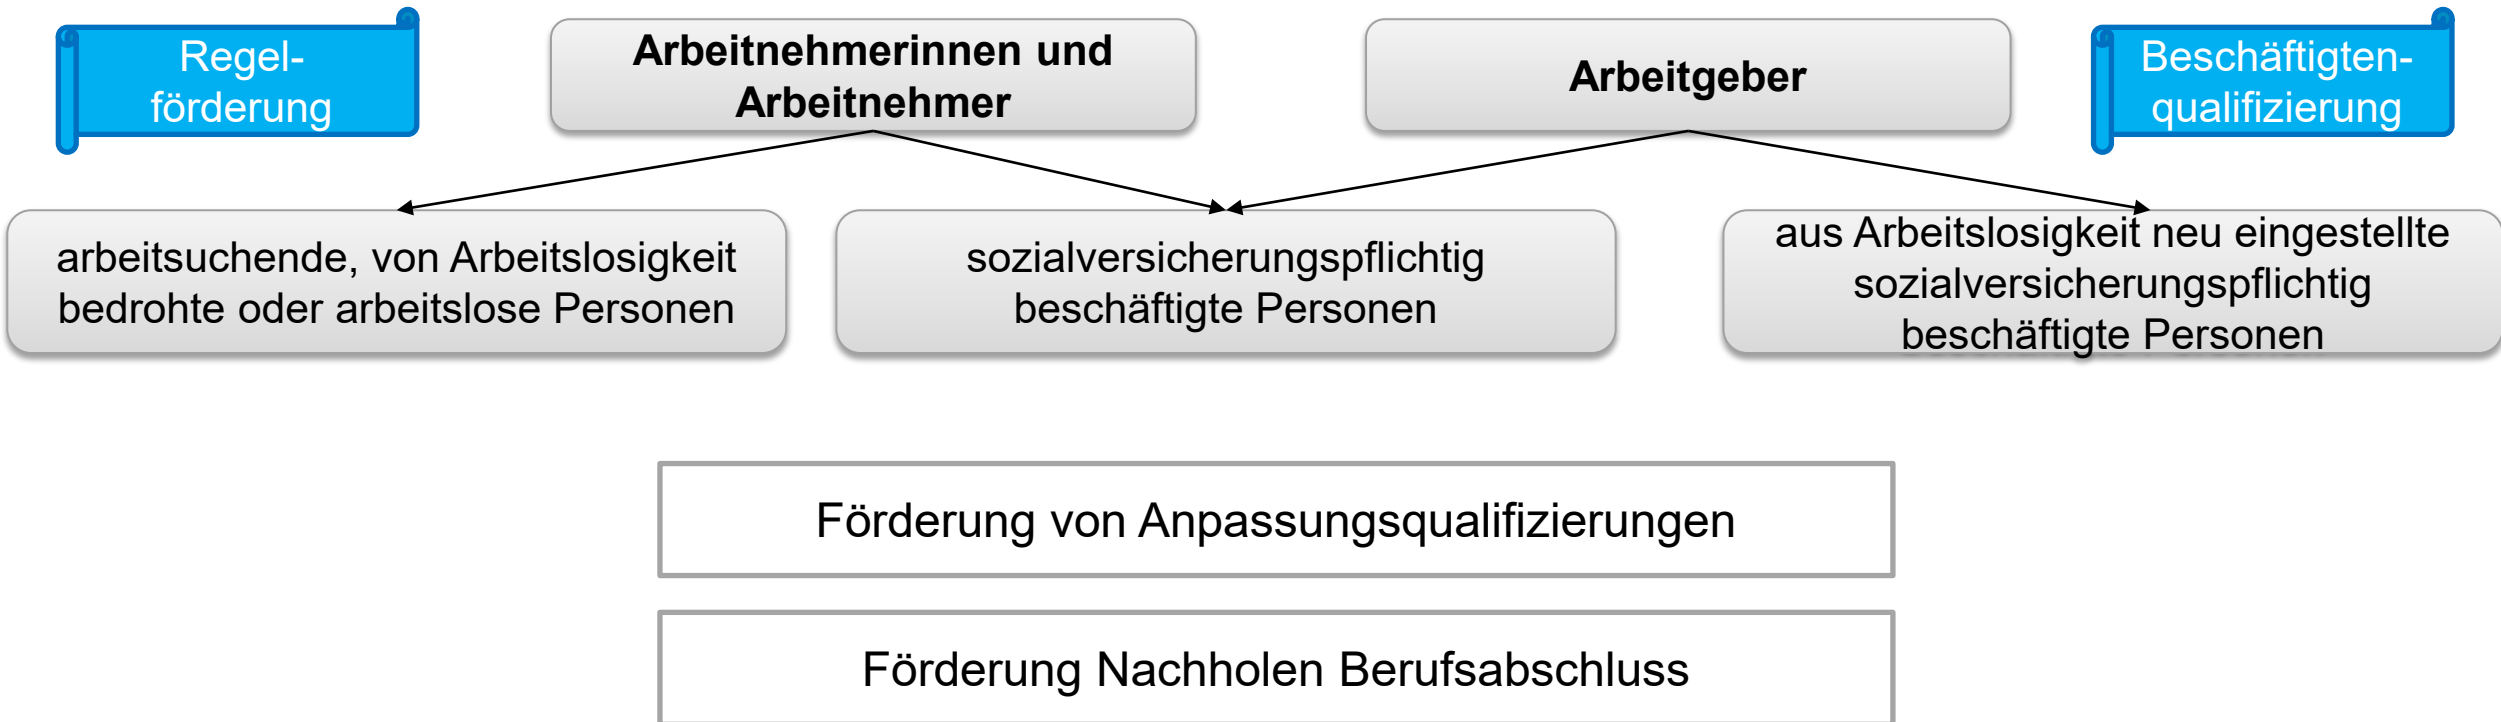 Regel-
förderung
Arbeitnehmerinnen und
Arbeitnehmer
Arbeitgeber
Beschäftigten-
qualifizierung
arbeitsuchende, von Arbeitslosigkeit
bedrohte oder arbeitslose Personen
sozialversicherungspflichtig
beschäftigte Personen
aus Arbeitslosigkeit neu eingestellte
sozialversicherungspflichtig
beschäftigte Personen
Förderung von Anpassungsqualifizierungen
Förderung Nachholen Berufsabschluss